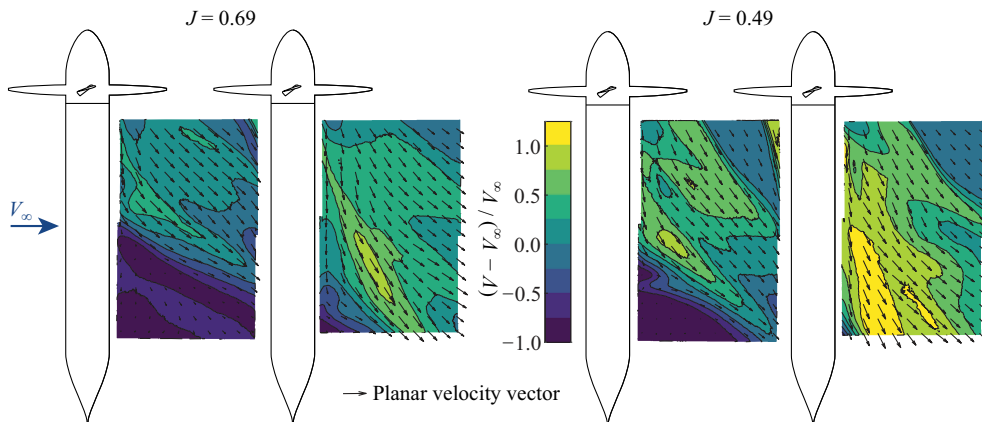 J = 0.69
J = 0.49
V∞
(V − V∞) / V∞
1.0
0.5
0.0
−0.5
−1.0
Planar velocity vector